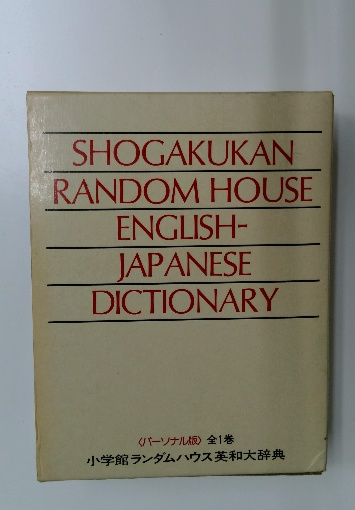 SHOGAKUKAN
RANDOM HOUSE
ENGLISH-
JAPANESE
DICTIONARY
〈パーソナル版〉 全1巻
小学館ランダムハウス英和大辞典